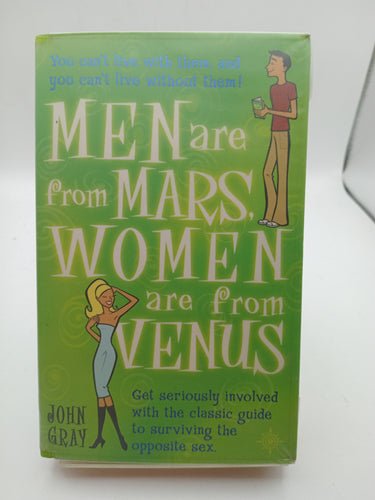 You can't live with them, and
you can't live without them!
MEN are
from MARS,
WOMEN
are from
VENUS
JOHN
GRAY
Get seriously involved
with the classic guide
to surviving the
opposite sex.